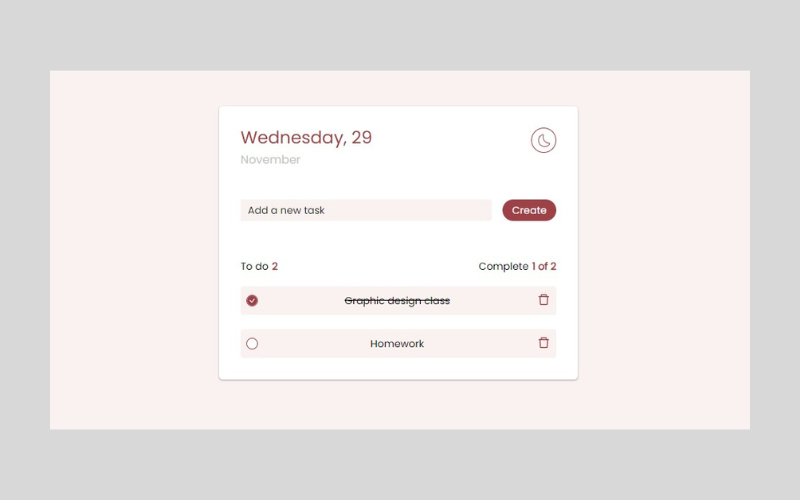 Wednesday, 29
November
Add a new task
Create
To do 2
Complete 1 of 2
Graphic design class
Homework